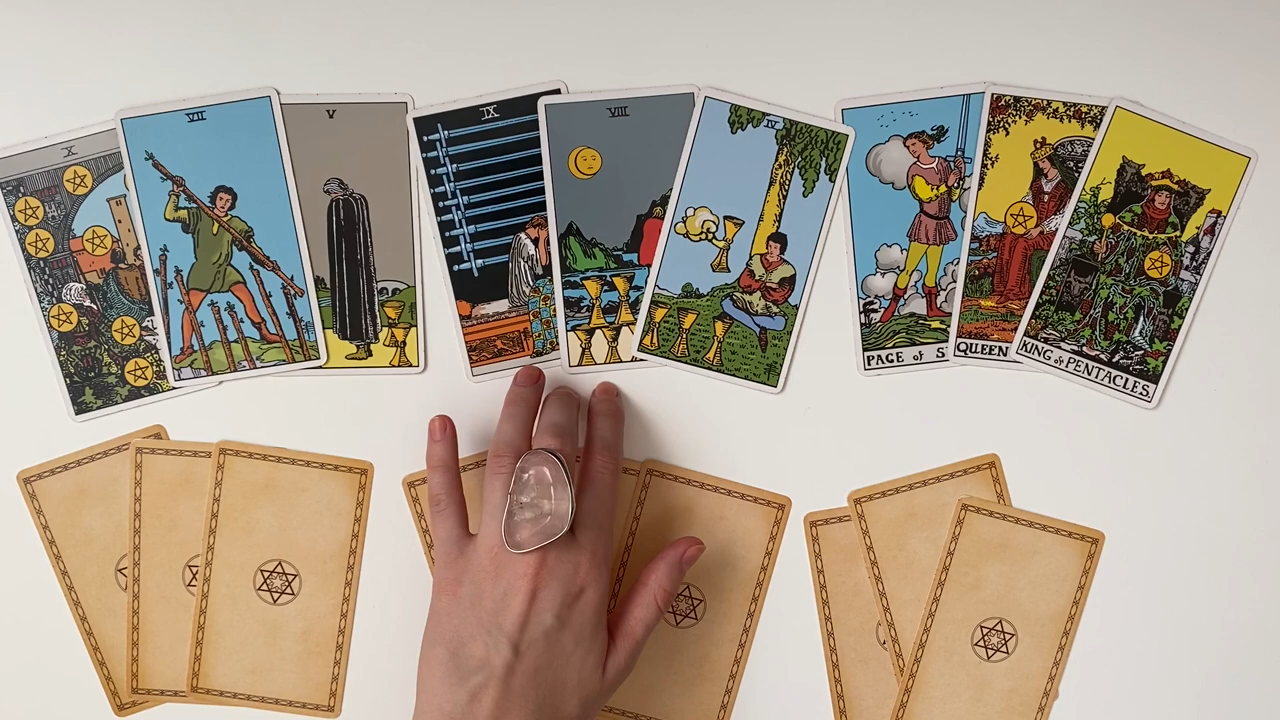 X
VII
V
IX
VIII
IV
PAGE of S
QUEEN
KING of PENTACLES.